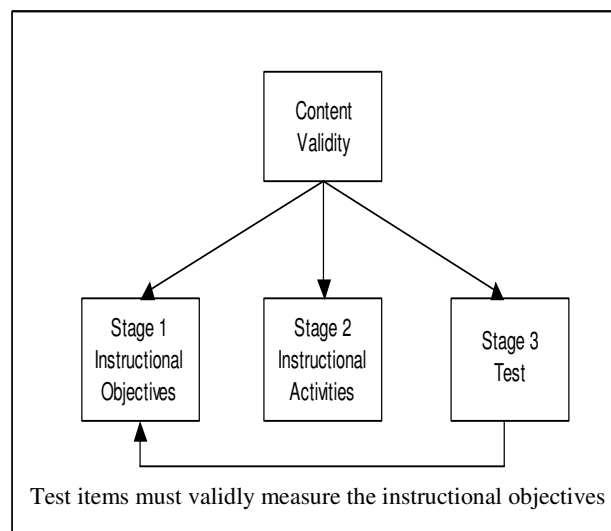 Content
Validity
Stage 1
Instructional
Objectives
Stage 2
Instructional
Activities
Stage 3
Test
Test items must validly measure the instructional objectives